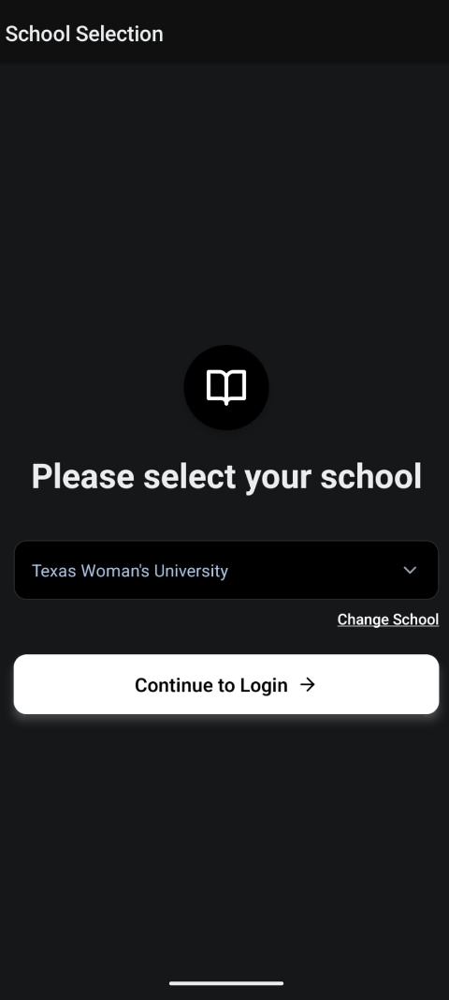 School Selection
Please select your school
Texas Woman's University
Change School
Continue to Login